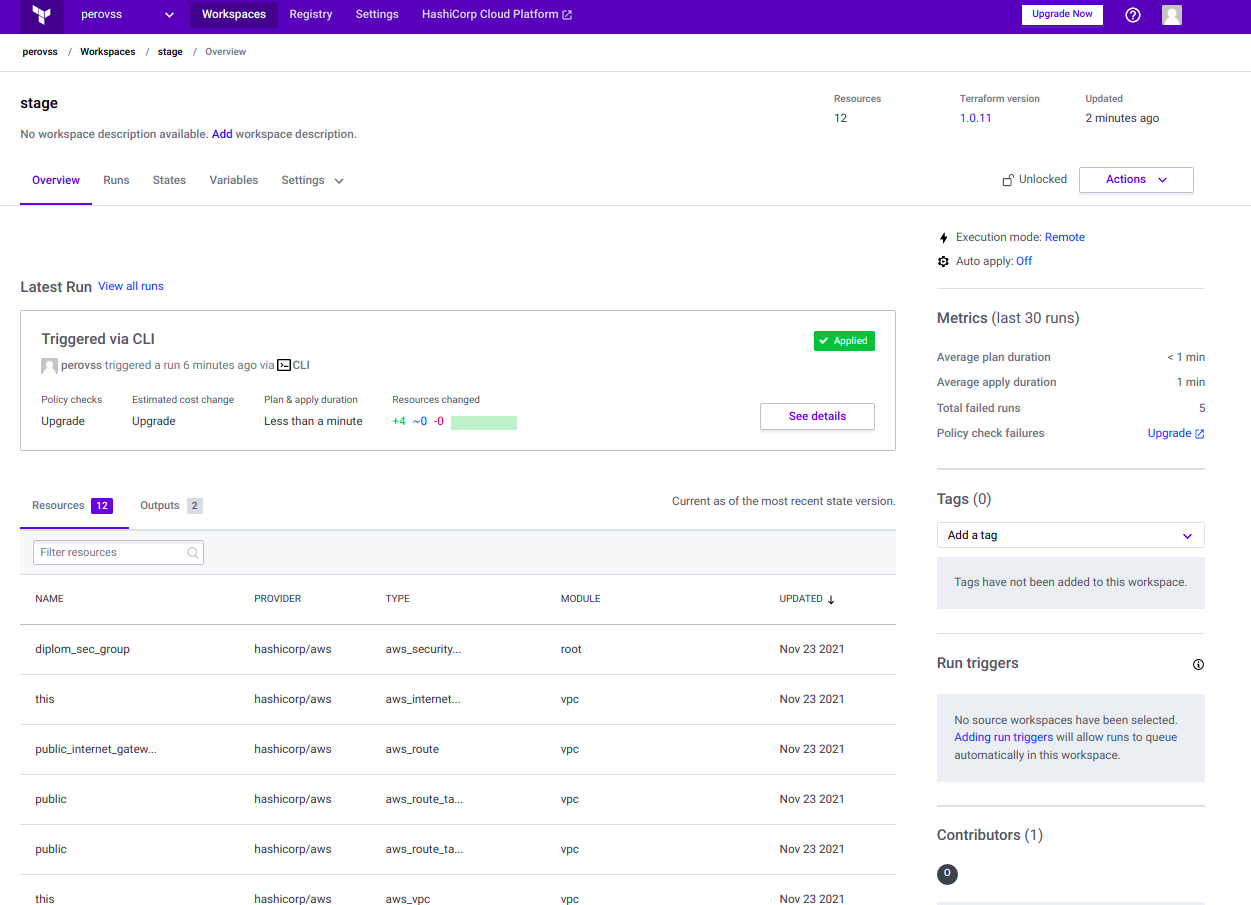 perovss Workspaces Registry Settings HashiCorp Cloud Platform Upgrade Now
perovss / Workspaces / stage / Overview
stage
No workspace description available. Add workspace description.
Resources
12
Terraform version
1.0.11
Updated
2 minutes ago
Overview Runs States Variables Settings
Unlocked Actions
Execution mode: Remote
Auto apply: Off
Latest Run View all runs
Triggered via CLI
Applied
perovss triggered a run 6 minutes ago via CLI
Policy checks Estimated cost change Plan & apply duration Resources changed
Upgrade Upgrade Less than a minute +4 ~0 -0
See details
Metrics (last 30 runs)
Average plan duration < 1 min
Average apply duration 1 min
Total failed runs 5
Policy check failures Upgrade
Resources 12 Outputs 2
Current as of the most recent state version.
Filter resources
NAME PROVIDER TYPE MODULE UPDATED
diplom_sec_group hashicorp/aws aws_security... root Nov 23 2021
this hashicorp/aws aws_internet... vpc Nov 23 2021
public_internet_gatew... hashicorp/aws aws_route vpc Nov 23 2021
public hashicorp/aws aws_route_ta... vpc Nov 23 2021
public hashicorp/aws aws_route_ta... vpc Nov 23 2021
this hashicorp/aws aws_vpc vpc Nov 23 2021
Tags (0)
Add a tag
Tags have not been added to this workspace.
Run triggers
No source workspaces have been selected.
Adding run triggers will allow runs to queue
automatically in this workspace.
Contributors (1)
0